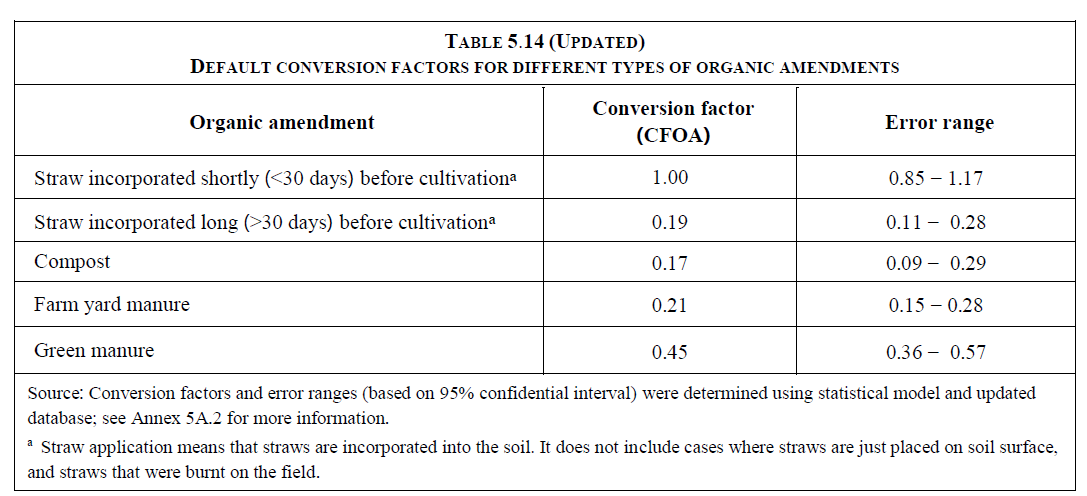 TABLE 5.14 (UPDATED)
DEFAULT CONVERSION FACTORS FOR DIFFERENT TYPES OF ORGANIC AMENDMENTS
Organic amendment
Conversion factor
(CFOA)
Error range
Straw incorporated shortly (<30 days) before cultivationᵃ
1.00
0.85 – 1.17
Straw incorporated long (>30 days) before cultivationᵃ
0.19
0.11 – 0.28
Compost
0.17
0.09 – 0.29
Farm yard manure
0.21
0.15 – 0.28
Green manure
0.45
0.36 – 0.57
Source: Conversion factors and error ranges (based on 95% confidential interval) were determined using statistical model and updated
database; see Annex 5A.2 for more information.
ᵃ Straw application means that straws are incorporated into the soil. It does not include cases where straws are just placed on soil surface,
and straws that were burnt on the field.